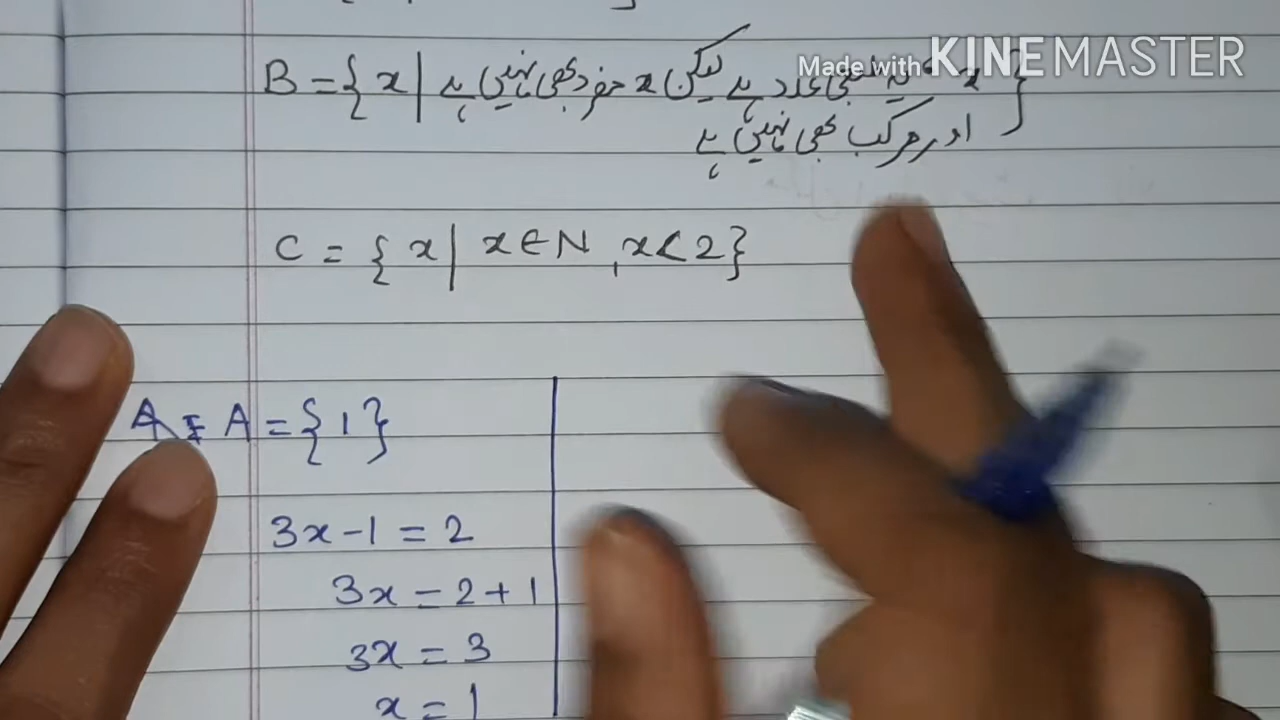 Made with KINEMASTER
B = {x | x طبعی عدد ہے لیکن x مفرد بھی نہیں ہے
اور مرکب بھی نہیں ہے}
C = {x | x ∈ N, x < 2}
A = A = {1}
3x - 1 = 2
3x = 2 + 1
3x = 3
x = 1